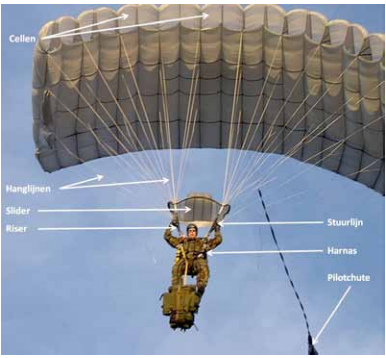 Cellen
Hanglijnen
Slider
Riser
Stuurlijn
Harnas
Pilotchute